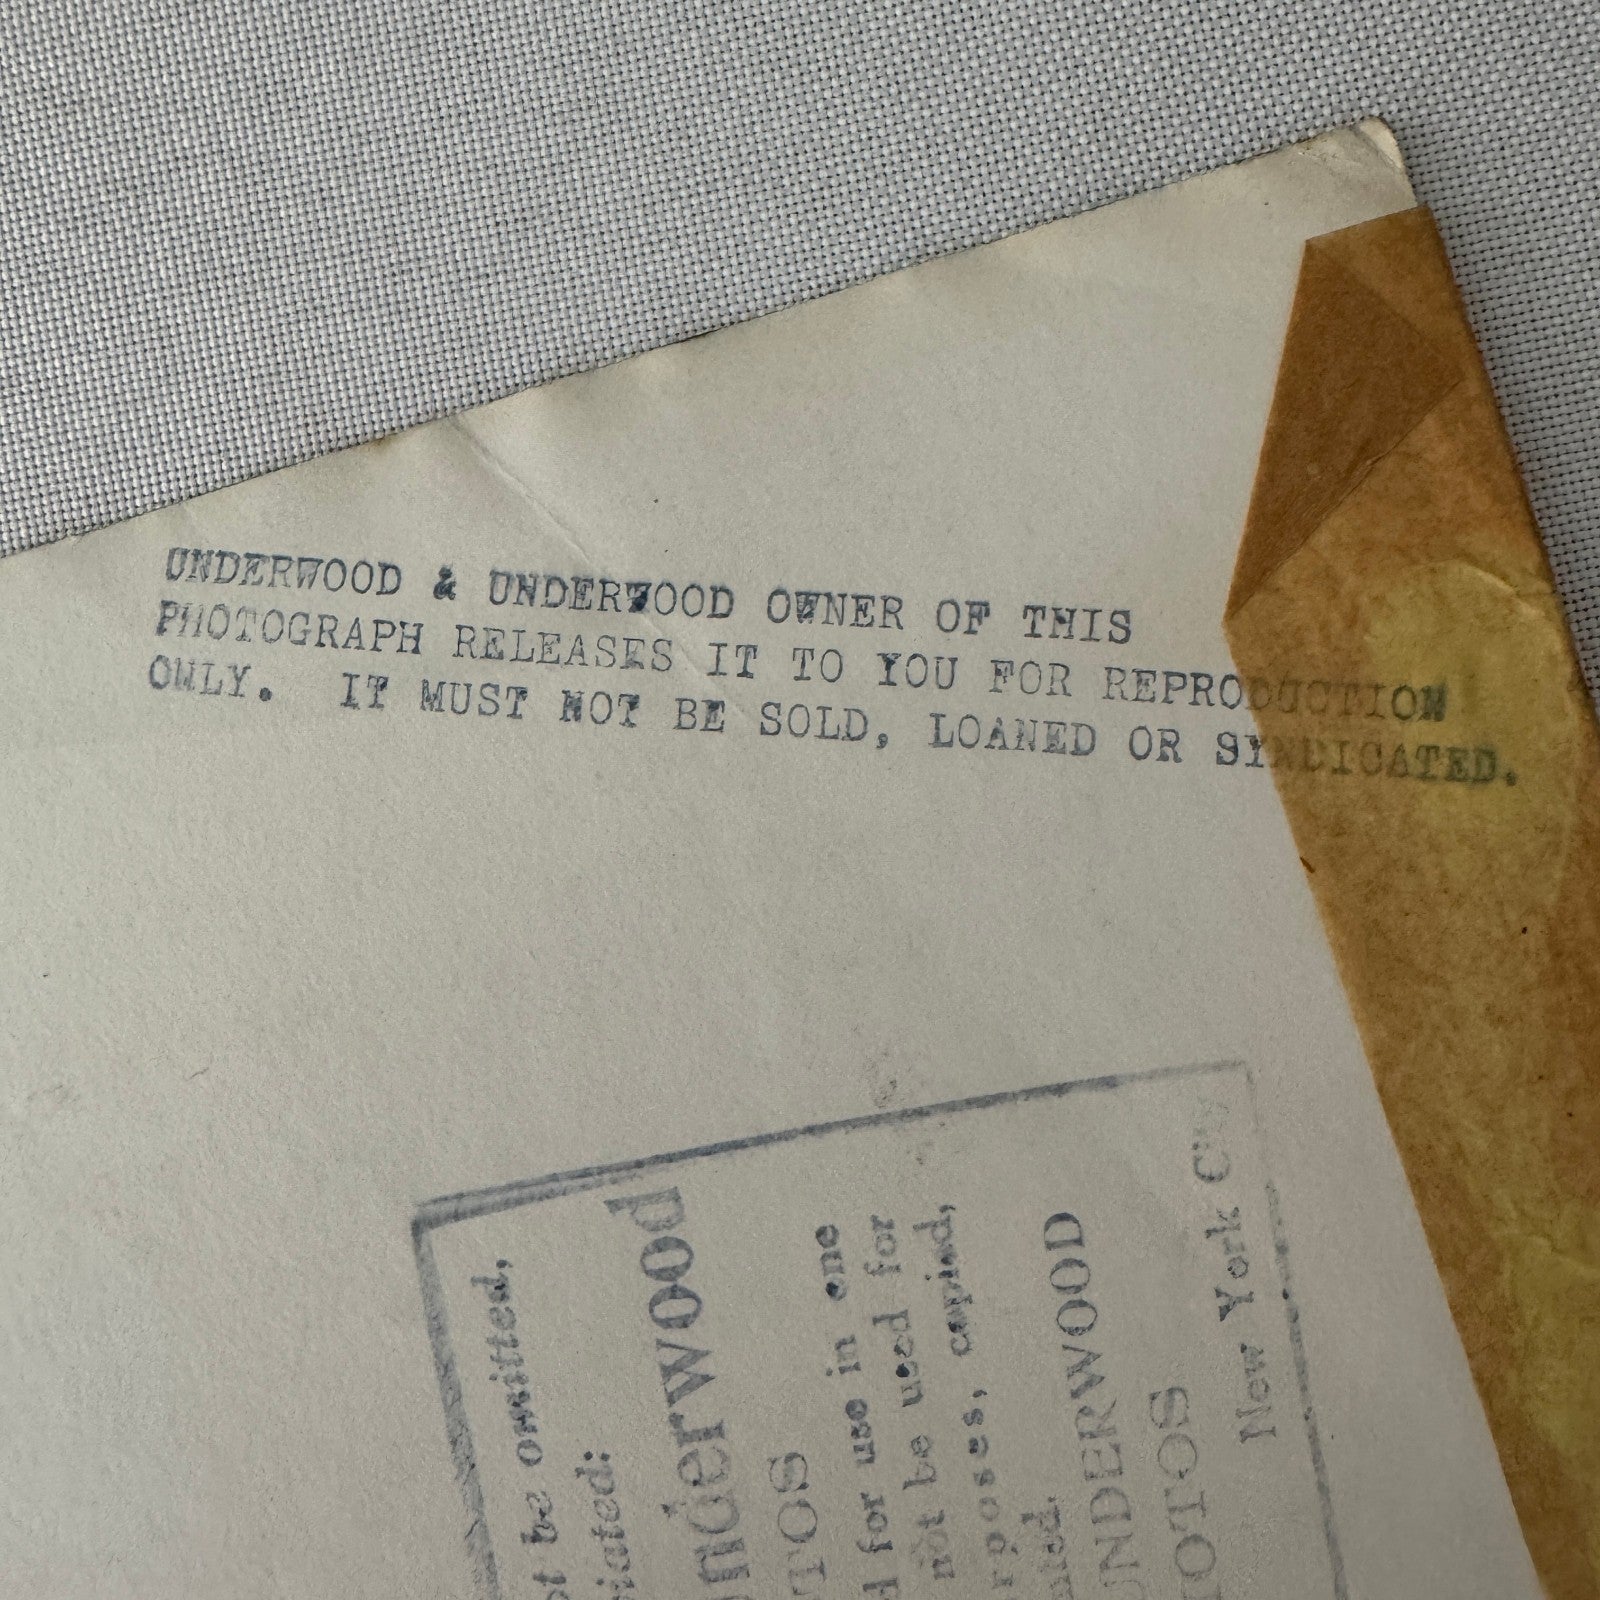 UNDERWOOD & UNDERWOOD OWNER OF THIS
PHOTOGRAPH RELEASES IT TO YOU FOR REPRODUCTION
ONLY. IT MUST NOT BE SOLD, LOANED OR SYNDICATED.
be omitted,
nderwood
for use in one
not be used for
copied,
UNDERWOOD
New York